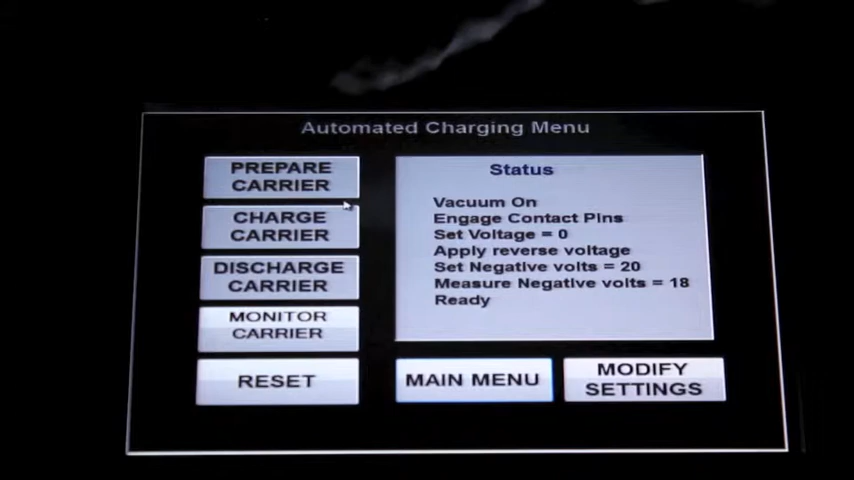 Automated Charging Menu
PREPARE
CARRIER
CHARGE
CARRIER
DISCHARGE
CARRIER
MONITOR
CARRIER
RESET
Status
Vacuum On
Engage Contact Pins
Set Voltage = 0
Apply reverse voltage
Set Negative volts = 20
Measure Negative volts = 18
Ready
MAIN MENU
MODIFY
SETTINGS